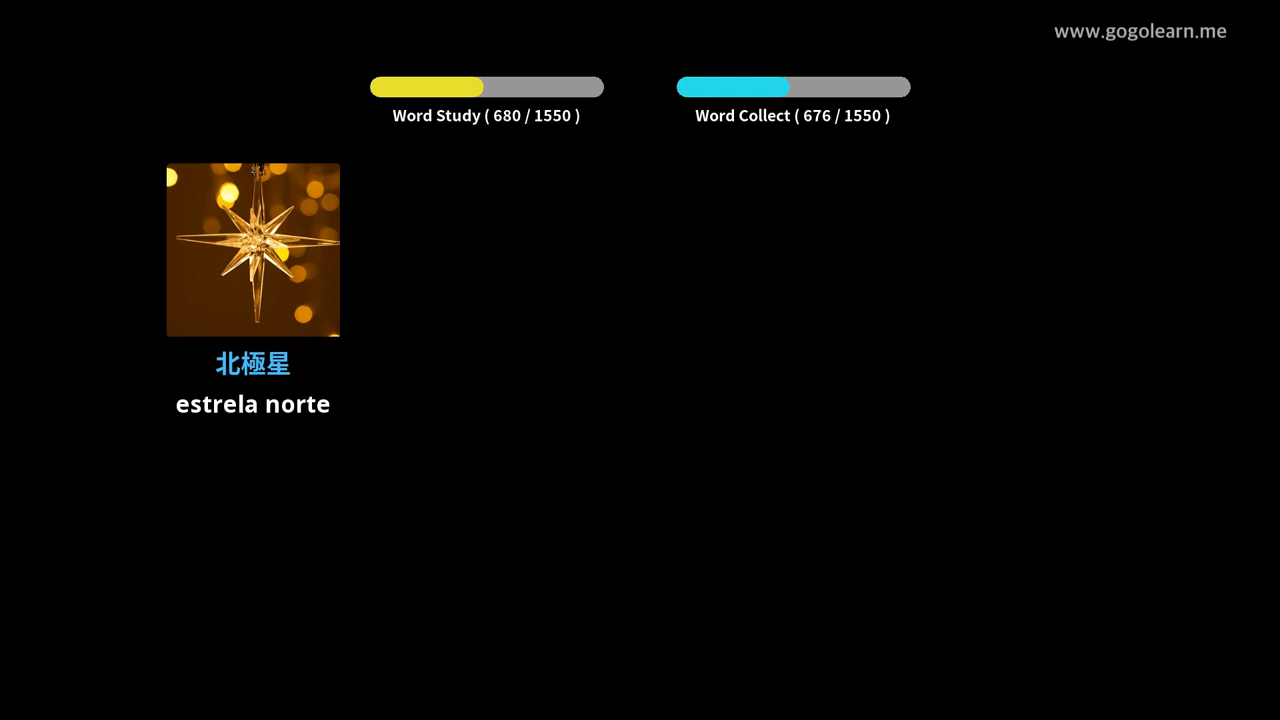 www.gogolearn.me
Word Study ( 680 / 1550 )
Word Collect ( 676 / 1550 )
北極星
estrela norte